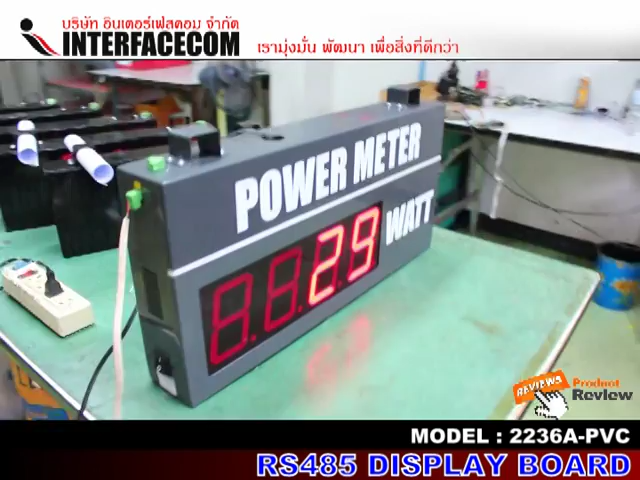 บริษัท อินเตอร์เฟสคอม จำกัด
INTERFACECOM
เรามุ่งมั่น พัฒนา เพื่อสิ่งที่ดีกว่า
POWER METER
29
WATT
REVIEWS Product Review
MODEL : 2236A-PVC
RS485 DISPLAY BOARD